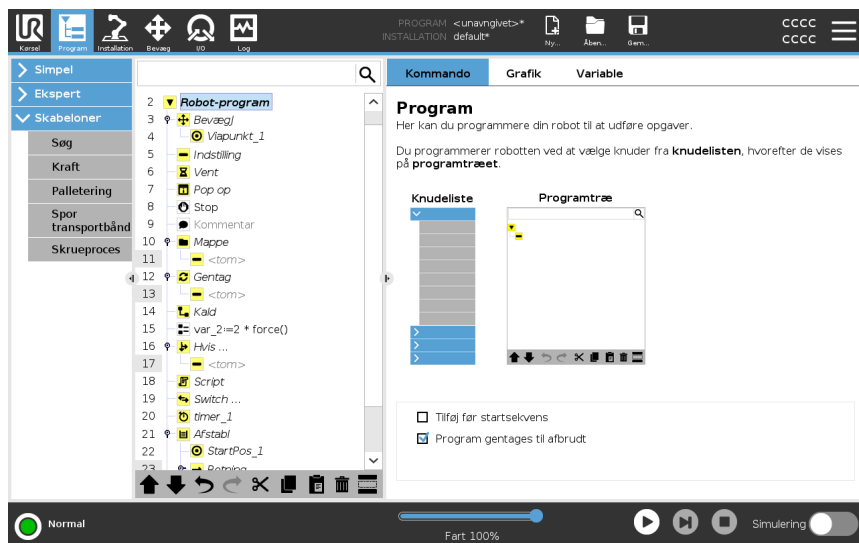 PROGRAM <unavngivet>*
INSTALLATION default*
Kørsel Program Installation Bevæg I/O Log Ny... Åben... Gem...
CCCC
CCCC
Simpel
Ekspert
Skabeloner
Søg
Kraft
Palletering
Spor
transportbånd
Skrueproces
2 Robot-program
3 BevægJ
4 Viapunkt_1
5 Indstilling
6 Vent
7 Pop op
8 Stop
9 Kommentar
10 Mappe
11 <tom>
12 Gentag
13 <tom>
14 Kald
15 var_2:=2 * force()
16 Hvis ...
17 <tom>
18 Script
19 Switch ...
20 timer_1
21 Afstabl
22 StartPos_1
23 Retning
Kommando Grafik Variable
Program
Her kan du programmere din robot til at udføre opgaver.
Du programmerer robotten ved at vælge knuder fra knudelisten, hvorefter de vises
på programtræet.
Knudeliste Programtræ
Tilføj før startsekvens
Program gentages til afbrudt
Normal
Fart 100%
Simulering